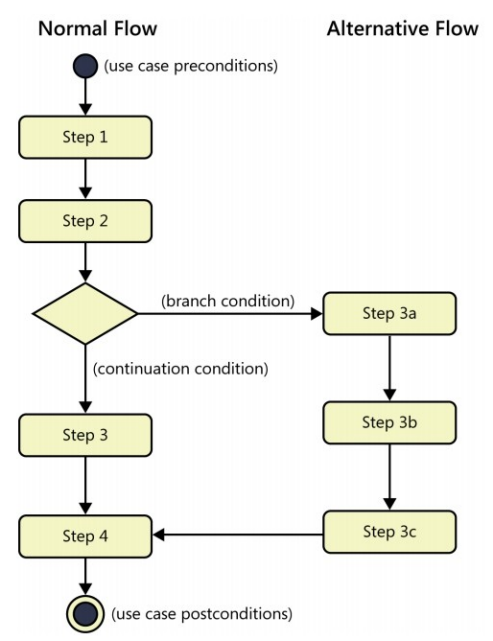 Normal Flow
Alternative Flow
(use case preconditions)
Step 1
Step 2
(branch condition)
Step 3a
(continuation condition)
Step 3b
Step 3
Step 3c
Step 4
(use case postconditions)